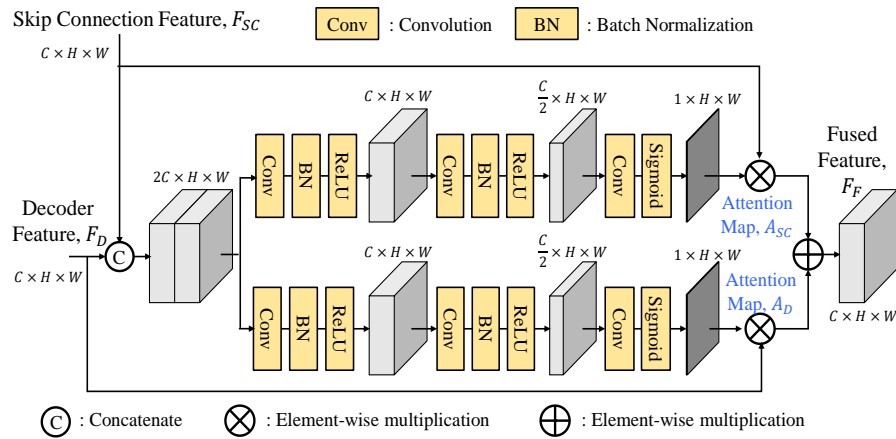 Skip Connection Feature, F_SC
Conv : Convolution
BN : Batch Normalization
C × H × W
C × H × W
C/2 × H × W
1 × H × W
Conv
BN
ReLU
Conv
BN
ReLU
Conv
Sigmoid
Fused
Feature,
F_F
2C × H × W
Decoder
Feature, F_D
C
C × H × W
Attention
Map, A_SC
C × H × W
C/2 × H × W
1 × H × W
Attention
Map, A_D
Conv
BN
ReLU
Conv
BN
ReLU
Conv
Sigmoid
C × H × W
C : Concatenate
: Element-wise multiplication
: Element-wise multiplication